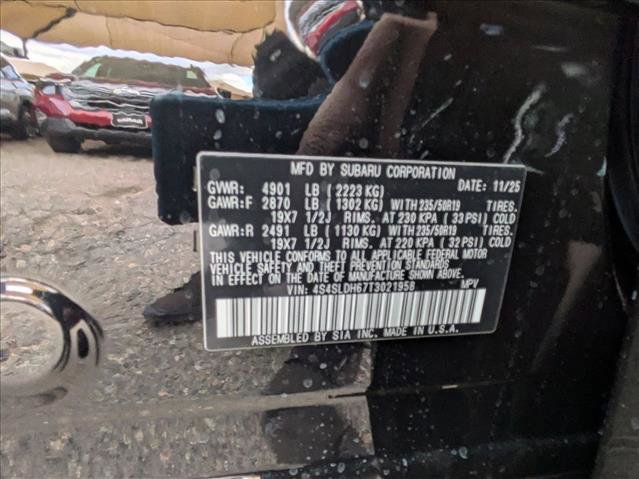 MFD BY SUBARU CORPORATION
GVWR: 4901 LB (2223 KG) DATE: 11/25
GAWR:F 2870 LB (1302 KG) WITH 235/50R19
19X7 1/2J RIMS. AT 230 KPA (33 PSI) COLD
GAWR:R 2491 LB (1130 KG) WITH 235/50R19
19X7 1/2J RIMS. AT 220 KPA (32 PSI) COLD
THIS VEHICLE CONFORMS TO ALL APPLICABLE FEDERAL MOTOR
VEHICLE SAFETY AND THEFT PREVENTION STANDARDS
IN EFFECT ON THE DATE OF MANUFACTURE SHOWN ABOVE.
VIN: 4S4SLDH67T3021958 MPV
ASSEMBLED BY SIA INC. MADE IN U.S.A.